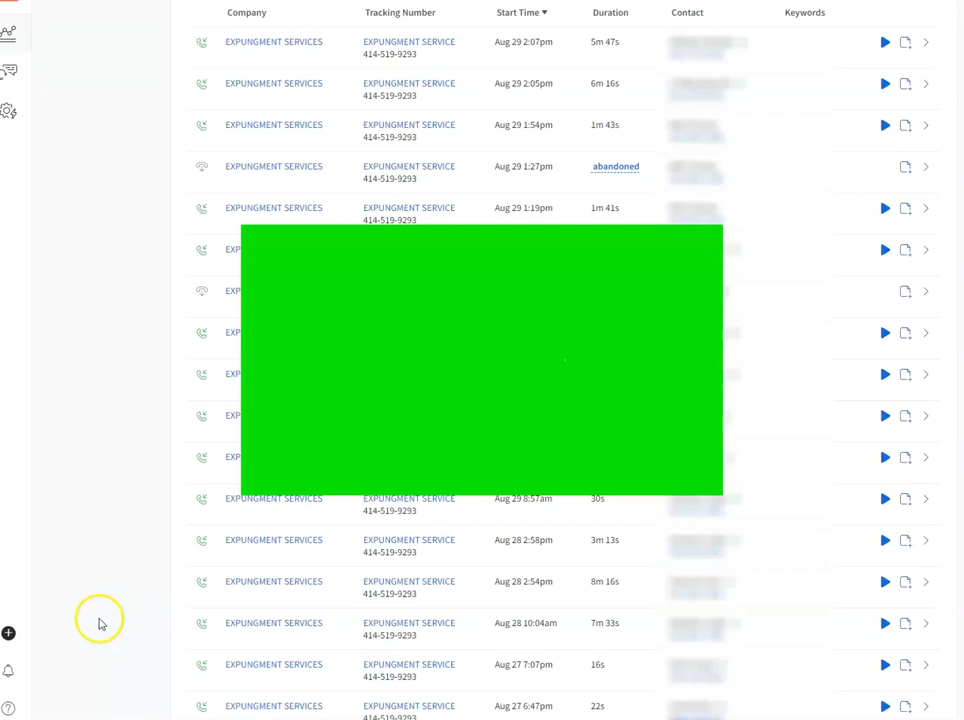 Company Tracking Number Start Time ▼ Duration Contact Keywords
EXPUNGMENT SERVICES EXPUNGMENT SERVICE Aug 29 2:07pm 5m 47s
414-519-9293
EXPUNGMENT SERVICES EXPUNGMENT SERVICE Aug 29 2:05pm 6m 16s
414-519-9293
EXPUNGMENT SERVICES EXPUNGMENT SERVICE Aug 29 1:54pm 1m 43s
414-519-9293
EXPUNGMENT SERVICES EXPUNGMENT SERVICE Aug 29 1:27pm abandoned
414-519-9293
EXPUNGMENT SERVICES EXPUNGMENT SERVICE Aug 29 1:19pm 1m 41s
414-519-9293
EXP
EXP
EXP
EXP
EXP
EXP
EXPUNGMENT SERVICES EXPUNGMENT SERVICE Aug 29 8:57am 30s
414-519-9293
EXPUNGMENT SERVICES EXPUNGMENT SERVICE Aug 28 2:58pm 3m 13s
414-519-9293
EXPUNGMENT SERVICES EXPUNGMENT SERVICE Aug 28 2:54pm 8m 16s
414-519-9293
EXPUNGMENT SERVICES EXPUNGMENT SERVICE Aug 28 10:04am 7m 33s
414-519-9293
EXPUNGMENT SERVICES EXPUNGMENT SERVICE Aug 27 7:07pm 16s
414-519-9293
EXPUNGMENT SERVICES EXPUNGMENT SERVICE Aug 27 6:47pm 22s
414-519-9293